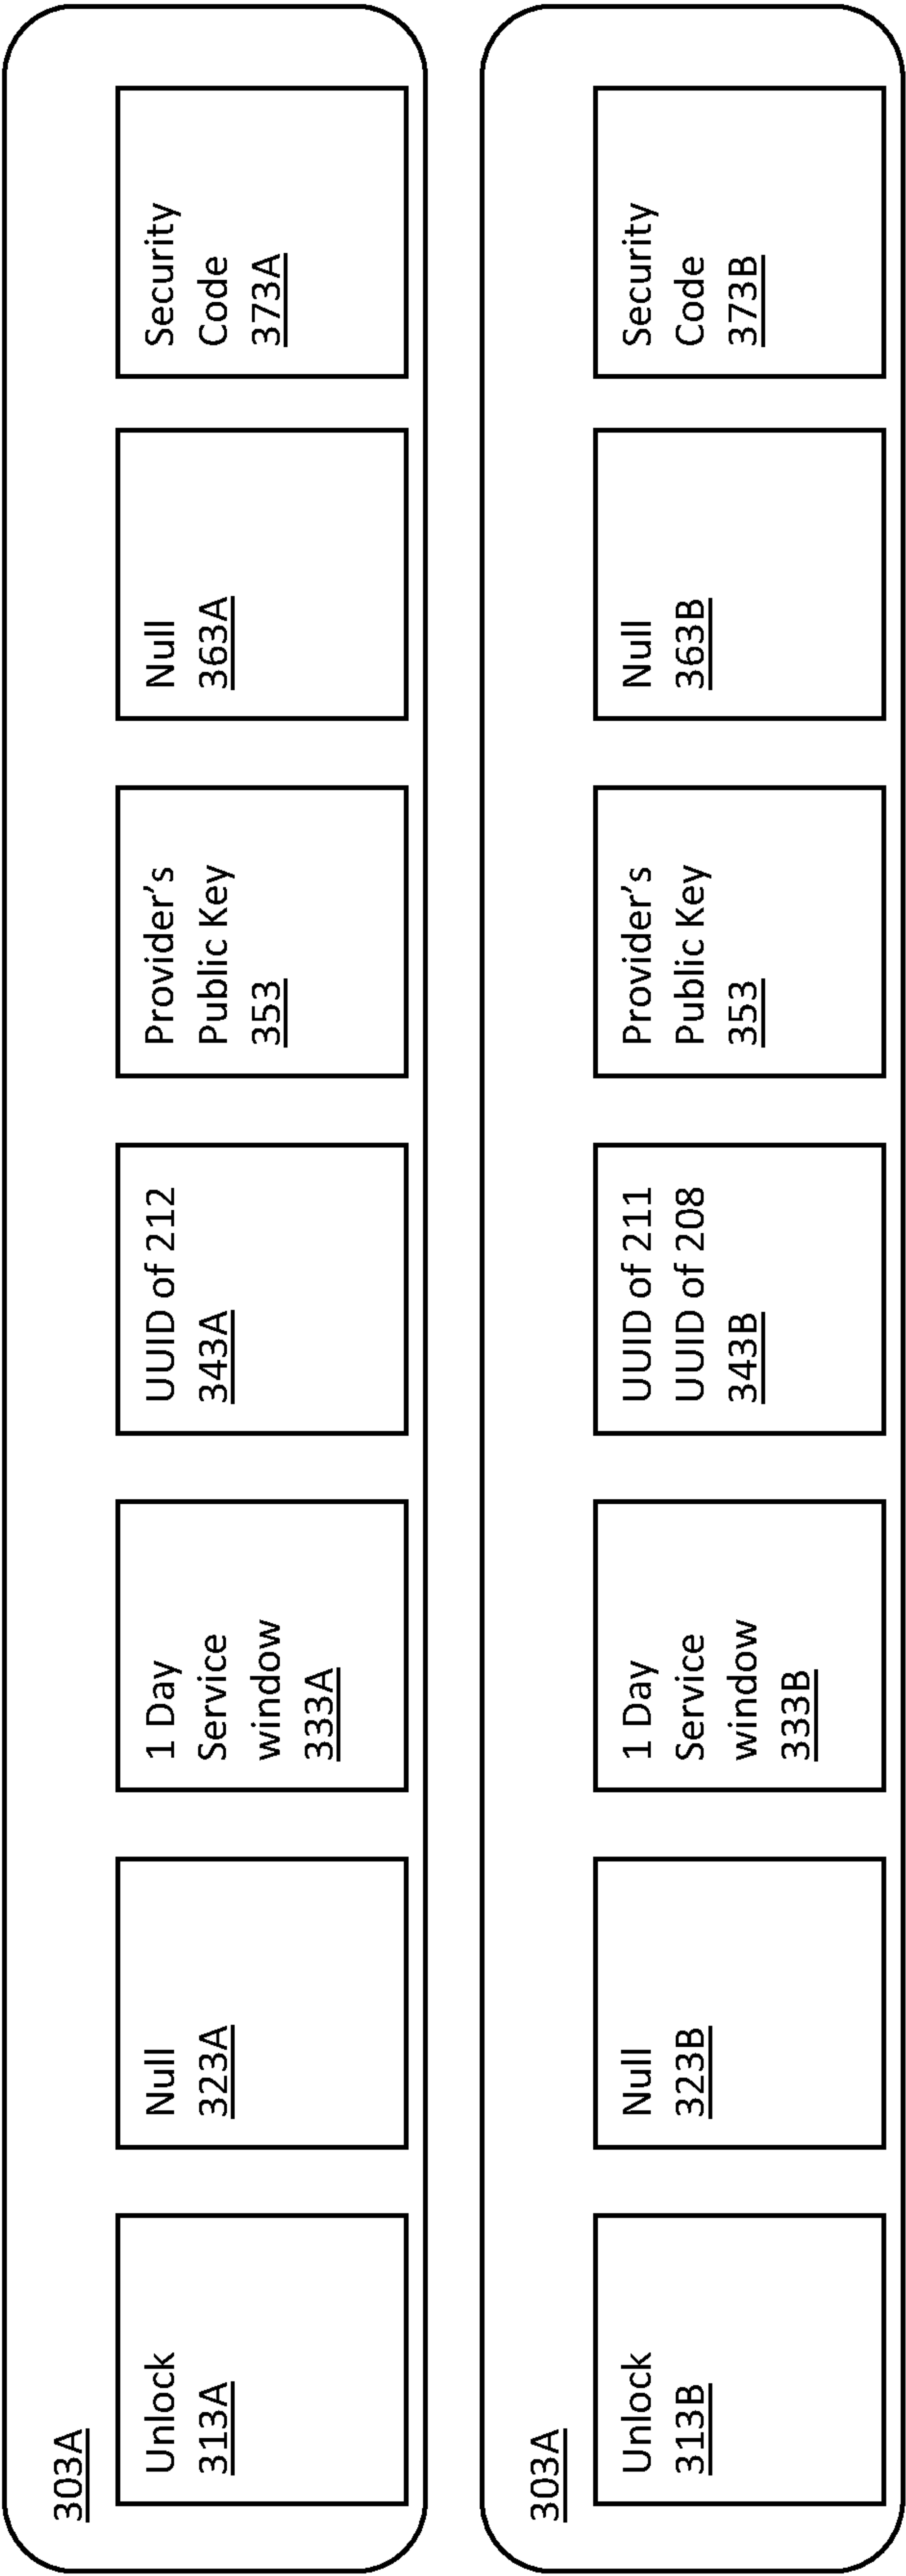 303A
Unlock
313A
Null
323A
1 Day
Service
window
333A
UUID of 212
343A
Provider’s
Public Key
353
Null
363A
Security
Code
373A
303A
Unlock
313B
Null
323B
1 Day
Service
window
333B
UUID of 211
UUID of 208
343B
Provider’s
Public Key
353
Null
363B
Security
Code
373B